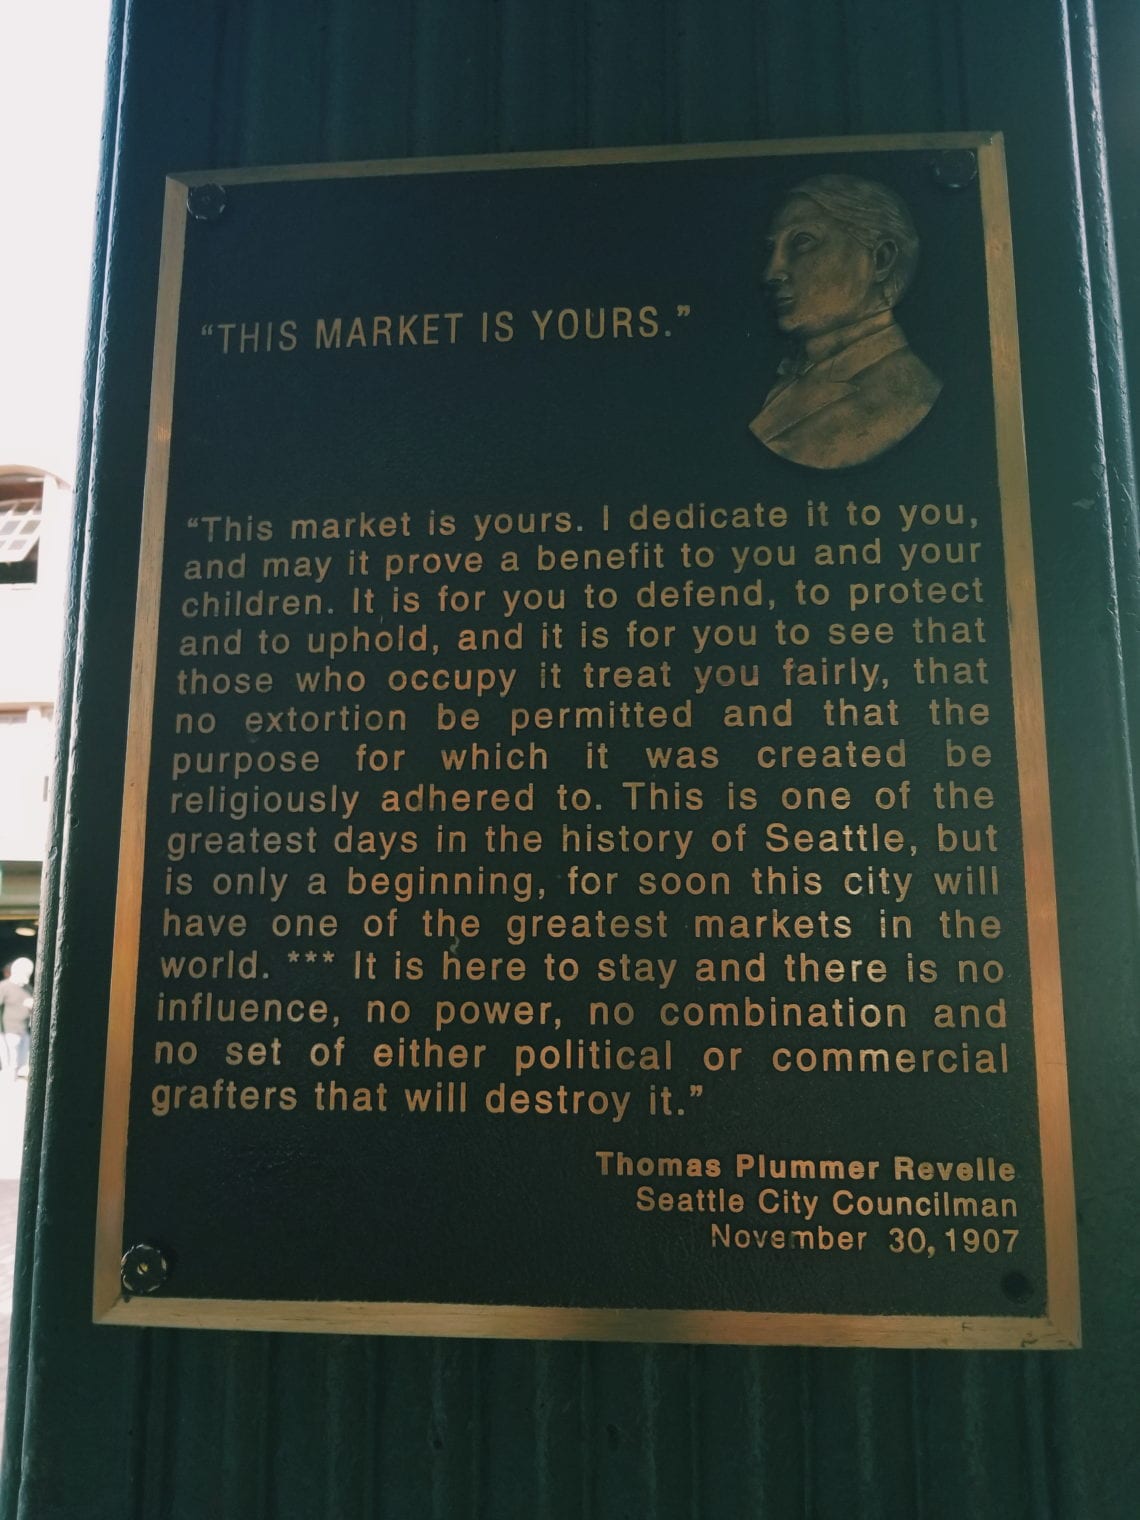 “THIS MARKET IS YOURS.”
“This market is yours. I dedicate it to you,
and may it prove a benefit to you and your
children. It is for you to defend, to protect
and to uphold, and it is for you to see that
those who occupy it treat you fairly, that
no extortion be permitted and that the
purpose for which it was created be
religiously adhered to. This is one of the
greatest days in the history of Seattle, but
is only a beginning, for soon this city will
have one of the greatest markets in the
world. *** It is here to stay and there is no
influence, no power, no combination and
no set of either political or commercial
grafters that will destroy it.”
Thomas Plummer Revelle
Seattle City Councilman
November 30, 1907